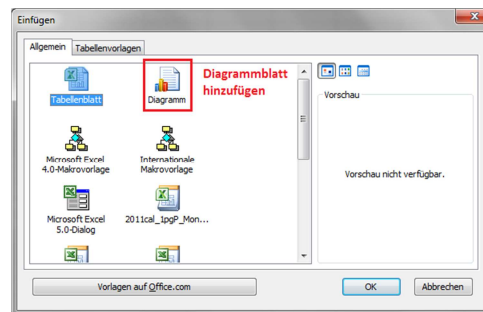 Einfügen
Allgemein
Tabellenvorlagen
Tabellenblatt
Diagramm
Diagrammblatt
hinzufügen
Vorschau
Microsoft Excel
4.0-Makrovorlage
Internationale
Makrovorlage
Vorschau nicht verfügbar.
Microsoft Excel
5.0-Dialog
2011cal_1pgP_Mon...
Vorlagen auf Office.com
OK
Abbrechen